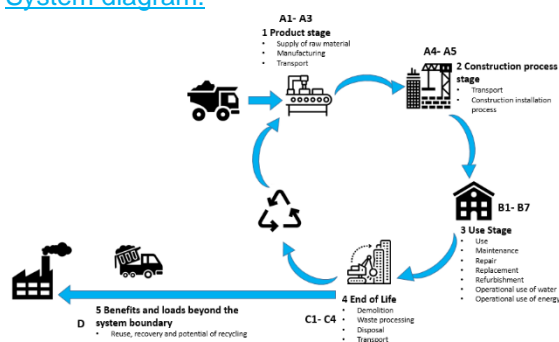 System diagram:
A1- A3
1 Product stage
• Supply of raw material
• Manufacturing
• Transport
A4- A5
2 Construction process
stage
• Transport
• Construction installation
process
B1- B7
3 Use Stage
• Use
• Maintenance
• Repair
• Replacement
• Refurbishment
• Operational use of water
• Operational use of energy
4 End of Life
C1- C4
• Demolition
• Waste processing
• Disposal
• Transport
5 Benefits and loads beyond the
D system boundary
• Reuse, recovery and potential of recycling